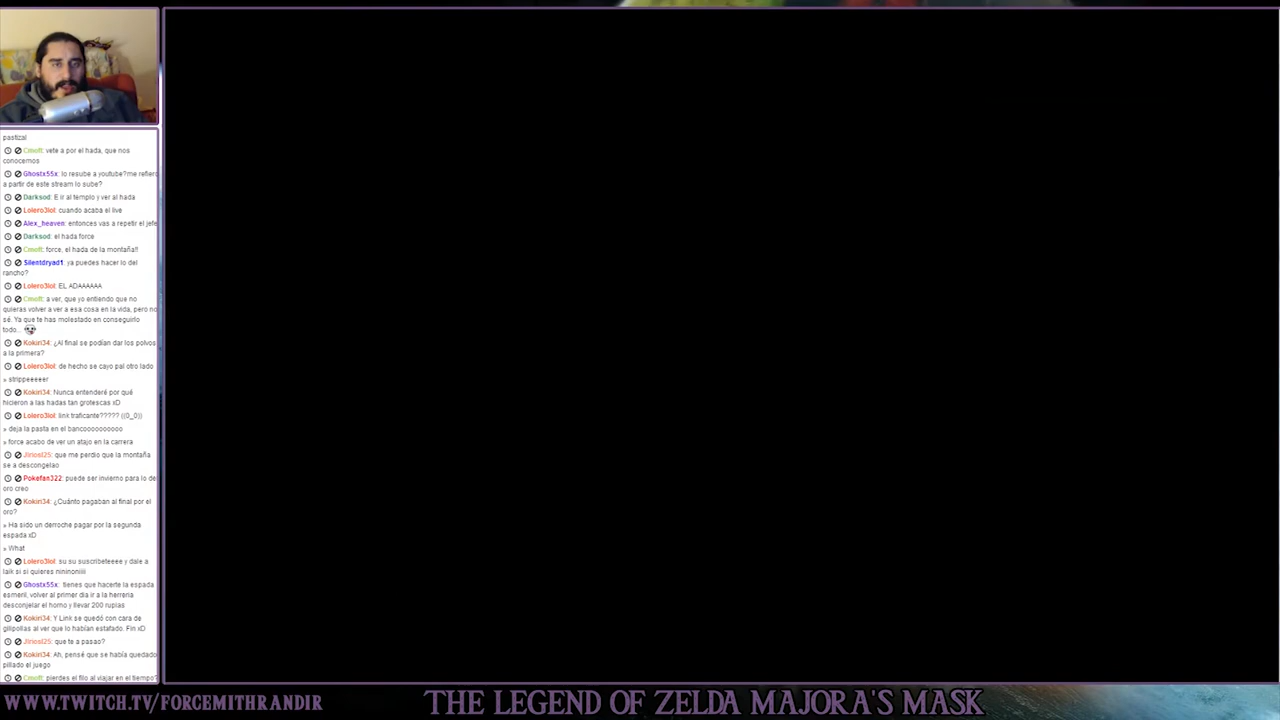 pastizal
Cmoft: vete a por el hada, que nos
conocemos
Ghostx55x: lo resube a youtube?me refiero
a partir de este stream lo sube?
Darksod: E ir al templo y ver al hada
Lolero3lol: cuando acaba el live
Alex_heaven: entonces vas a repetir el jefe
Darksod: el hada force
Cmoft: force, el hada de la montaña!!
Silentdryad1: ya puedes hacer lo del
rancho?
Lolero3lol: EL ADAAAAAA
Cmoft: a ver, que yo entiendo que no
quieras volver a ver a esa cosa en la vida, pero no
sé. Ya que te has molestado en conseguirlo
todo...
Kokiri34: ¿Al final se podían dar los polvos
a la primera?
Lolero3lol: de hecho se cayo pal otro lado
» strippeeeeer
Kokiri34: Nunca entenderé por qué
hicieron a las hadas tan grotescas xD
Lolero3lol: link traficante????? ((0_0))
» deja la pasta en el bancooooooooo
» force acabo de ver un atajo en la carrera
que me perdio que la montaña
se a descongelao
Pokefan322: puede ser invierno para lo de
oro creo
Kokiri34: ¿Cuánto pagaban al final por el
oro?
» Ha sido un derroche pagar por la segunda
espada xD
» What
Lolero3lol: su su suscribeteeee y dale a
laik si si quieres nininoniiii
Ghostx55x: tienes que hacerte la espada
esmeril, volver al primer dia ir a la herreria
desconjelar el horno y llevar 200 rupias
Kokiri34: Y Link se quedó con cara de
gilipollas al ver que lo habían estafado. Fin xD
que te a pasao?
Kokiri34: Ah, pensé que se había quedado
pillado el juego
Cmoft: pierdes el filo al viajar en el tiempo?
WWW.TWITCH.TV/FORCEMITHRANDIR
THE LEGEND OF ZELDA MAJORA'S MASK